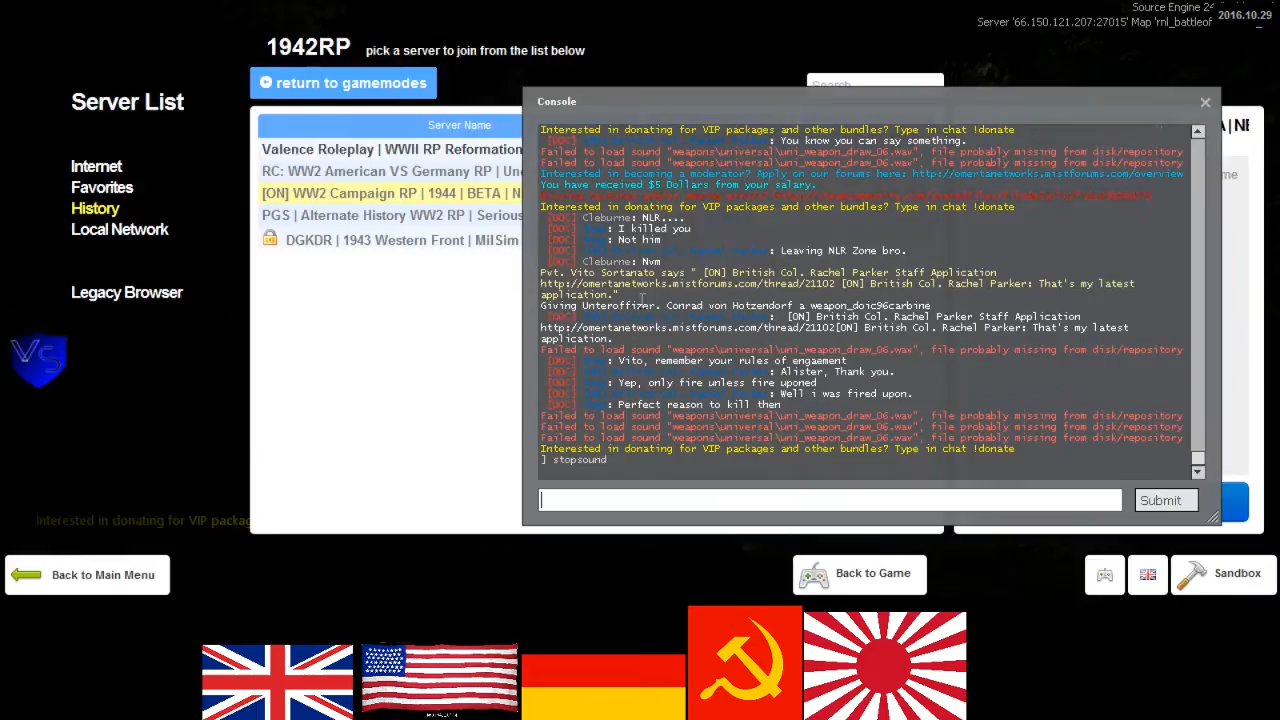 Source Engine 24
2016.10.29
Server '66.150.121.207:27015' Map 'rnl_battleof
1942RP pick a server to join from the list below
return to gamemodes
Search
Server List
Internet
Favorites
History
Local Network
Legacy Browser
VS
Server Name
Valence Roleplay | WWII RP Reformation
RC: WW2 American VS Germany RP |
[ON] WW2 Campaign RP | 1944 | BETA |
PGS | Alternate History WW2 RP | Serious
DGKDR | 1943 Western Front | MilSim
Console
Interested in donating for VIP packages and other bundles? Type in chat !donate
[OOC] : You know you can say something.
Failed to load sound "weapons\universal\uni_weapon_draw_06.wav", file probably missing from disk/repository
Failed to load sound "weapons\universal\uni_weapon_draw_06.wav", file probably missing from disk/repository
Interested in becoming a moderator? Apply on our forums here: http://omertanetworks.mistforums.com/overview
You have received $5 Dollars from your salary.
Interested in donating for VIP packages and other bundles? Type in chat !donate
[OOC] Cleburne: NLR....
[OOC] : I killed you
[OOC] : Not him
[OOC] : Leaving NLR Zone bro.
[OOC] Cleburne: Nvm
Pvt. Vito Sortanato says " [ON] British Col. Rachel Parker Staff Application
http://omertanetworks.mistforums.com/thread/21102 [ON] British Col. Rachel Parker: That's my latest
application."
Giving Unteroffizer. Conrad von Hotzendorf a weapon_doic96carbine
[OOC] : [ON] British Col. Rachel Parker Staff Application
http://omertanetworks.mistforums.com/thread/21102[ON] British Col. Rachel Parker: That's my latest
application.
Failed to load sound "weapons\universal\uni_weapon_draw_06.wav", file probably missing from disk/repository
[OOC] : Vito, remember your rules of engaement
[OOC] : Alister, Thank you.
[OOC] : Yep, only fire unless fire uponed
[OOC] : Well i was fired upon.
[OOC] : Perfect reason to kill then
Failed to load sound "weapons\universal\uni_weapon_draw_06.wav", file probably missing from disk/repository
Failed to load sound "weapons\universal\uni_weapon_draw_06.wav", file probably missing from disk/repository
Failed to load sound "weapons\universal\uni_weapon_draw_06.wav", file probably missing from disk/repository
Interested in donating for VIP packages and other bundles? Type in chat !donate
] stopsound
Submit
Interested in donating for VIP packag
Back to Main Menu
Back to Game
Sandbox